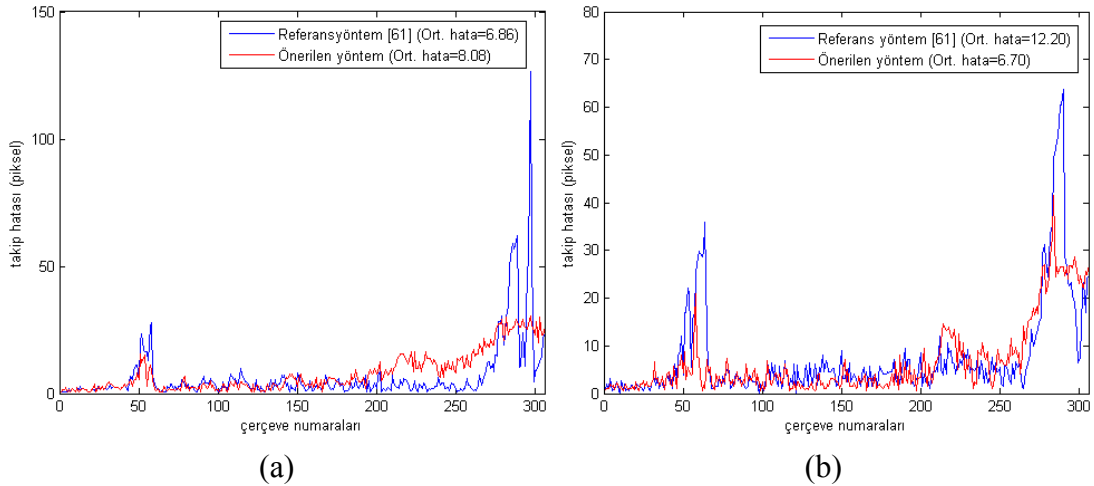 150
100
50
0
takip hatası (piksel)
Referansyöntem [61] (Ort. hata=6.86)
Önerilen yöntem (Ort. hata=8.08)
0 50 100 150 200 250 300
çerçeve numaraları
(a)
80
70
60
50
40
30
20
10
0
takip hatası (piksel)
Referans yöntem [61] (Ort. hata=12.20)
Önerilen yöntem (Ort. hata=6.70)
0 50 100 150 200 250 300
çerçeve numaraları
(b)